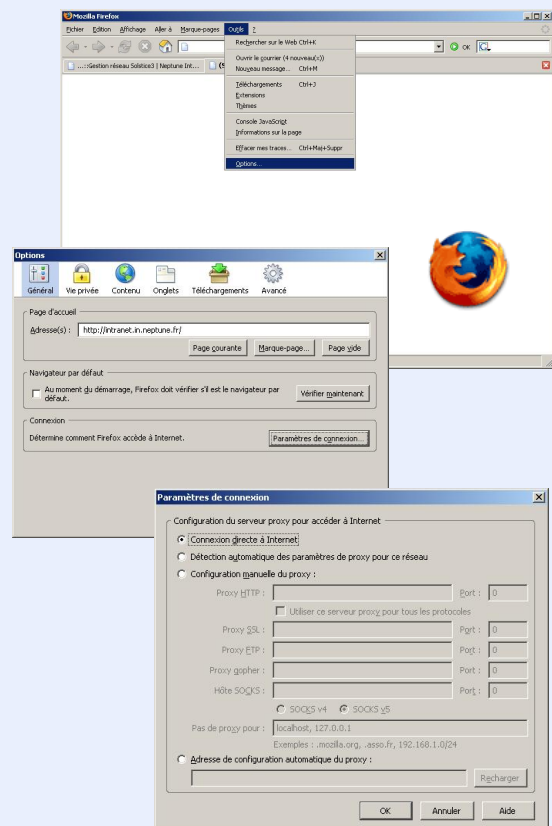 Mozilla Firefox
Fichier Edition Affichage Aller à Marque-pages Outils ?
OK
...::Gestion réseau Solstice3 | Neptune Int...
Rechercher sur le Web Ctrl+K
Ouvrir le courrier (4 nouveau(x))
Nouveau message... Ctrl+M
Téléchargements Ctrl+J
Extensions
Thèmes
Console JavaScript
Informations sur la page
Effacer mes traces... Ctrl+Maj+Suppr
Options...
Options
Général Vie privée Contenu Onglets Téléchargements Avancé
Page d'accueil
Adresse(s) : http://intranet.in.neptune.fr/
Page courante Marque-page... Page vide
Navigateur par défaut
Au moment du démarrage, Firefox doit vérifier s'il est le navigateur par
défaut.
Vérifier maintenant
Connexion
Détermine comment Firefox accède à Internet. Paramètres de connexion...
Paramètres de connexion
Configuration du serveur proxy pour accéder à Internet
Connexion directe à Internet
Détection automatique des paramètres de proxy pour ce réseau
Configuration manuelle du proxy :
Proxy HTTP : Port : 0
Utiliser ce serveur proxy pour tous les protocoles
Proxy SSL : Port : 0
Proxy FTP : Port : 0
Proxy gopher : Port : 0
Hôte SOCKS : Port : 0
SOCKS v4 SOCKS v5
Pas de proxy pour : localhost, 127.0.0.1
Exemples : .mozilla.org, .asso.fr, 192.168.1.0/24
Adresse de configuration automatique du proxy :
Recharger
OK Annuler Aide